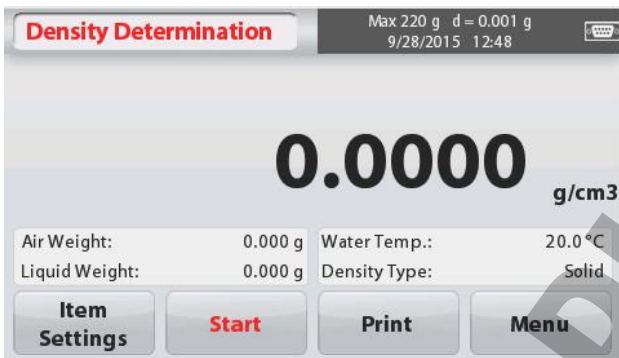 Density Determination
Max 220 g d = 0.001 g
9/28/2015 12:48
0.0000
g/cm3
Air Weight: 0.000 g
Liquid Weight: 0.000 g
Water Temp.: 20.0 °C
Density Type: Solid
Item Settings
Start
Print
Menu